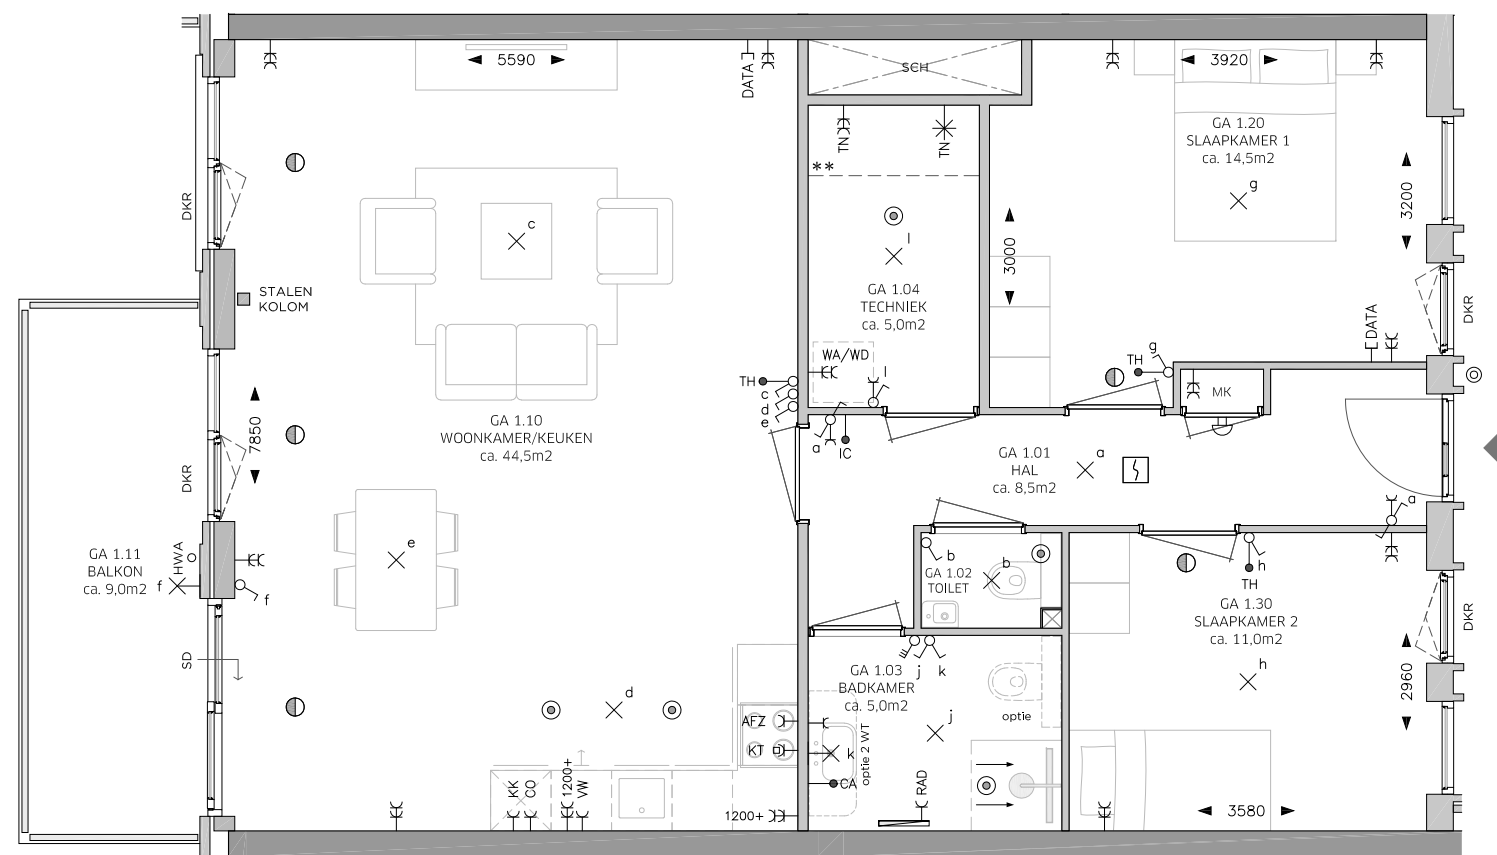 5590
DATA
SCH
3920
TN
TN
**
GA 1.20
SLAAPKAMER 1
ca. 14,5m2
g
3200
DKR
c
l
3000
GA 1.04
TECHNIEK
ca. 5,0m2
STALEN
KOLOM
DATA
DKR
WA/WD
l
g
TH
MK
TH
c
d
e
7850
GA 1.10
WOONKAMER/KEUKEN
ca. 44,5m2
a
IC
GA 1.01
HAL
ca. 8,5m2
a
DKR
a
GA 1.11
BALKON
ca. 9,0m2
HWA
f
f
e
b
GA 1.02
TOILET
b
h
TH
GA 1.30
SLAAPKAMER 2
ca. 11,0m2
DKR
SD
j
k
GA 1.03
BADKAMER
ca. 5,0m2
h
2960
d
optie
AFZ
j
KT
k
optie 2 WT
KK
CO
1200+
VW
CA
RAD
1200+
3580